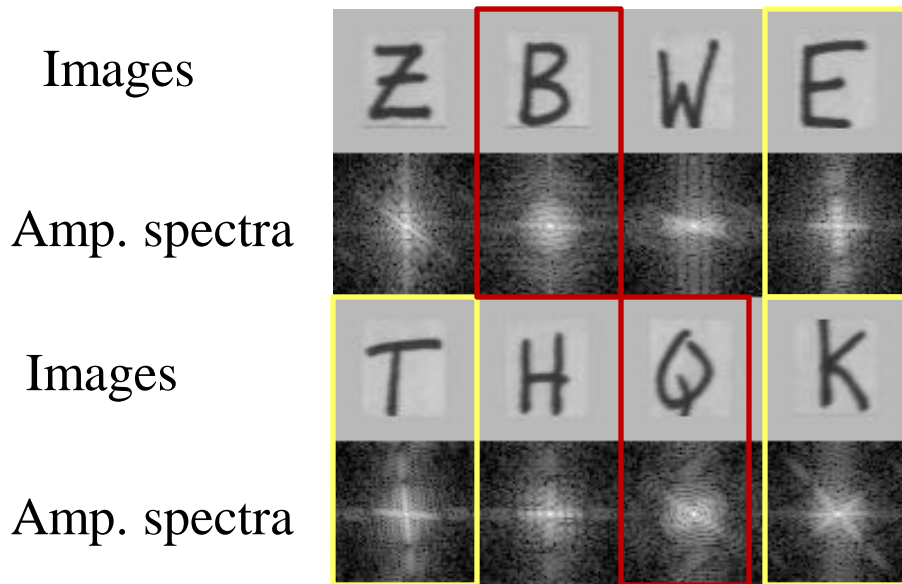 Images Z B W E
Amp. spectra
Images T H Q K
Amp. spectra